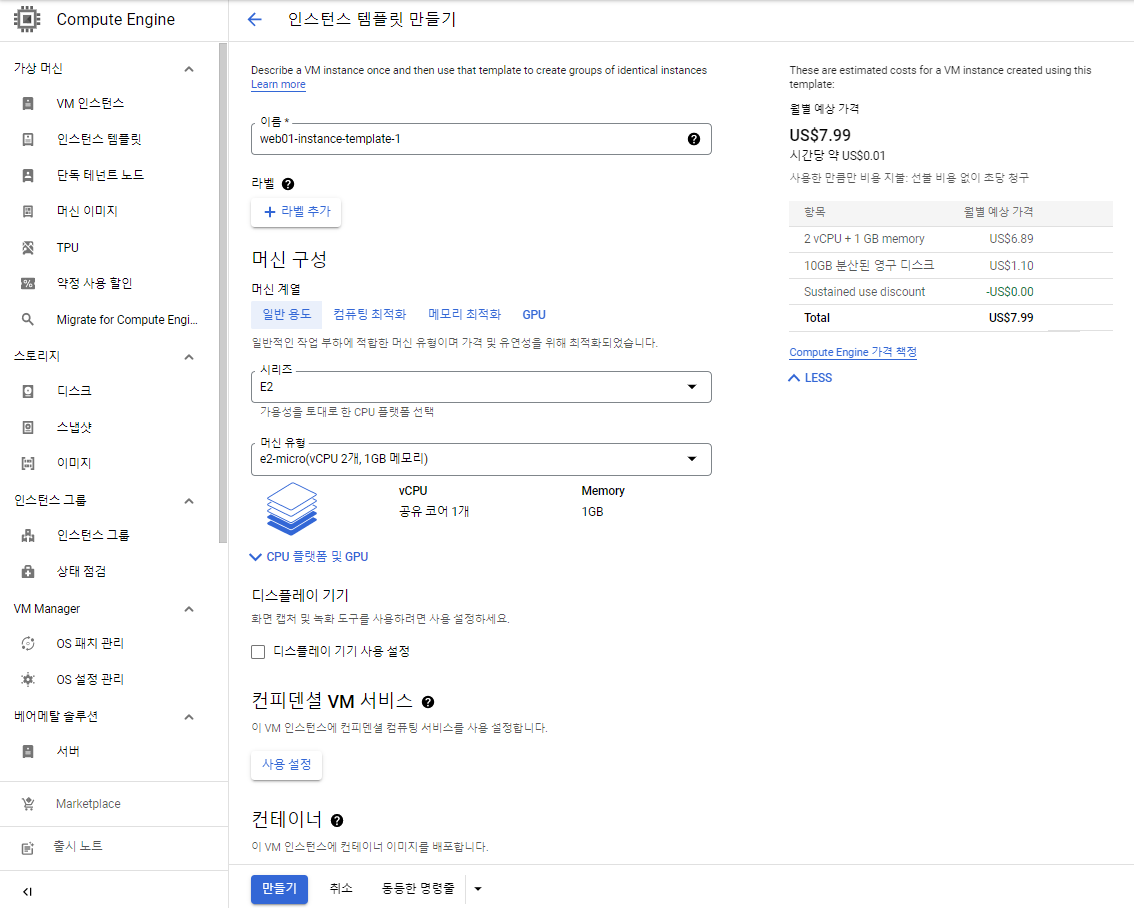 Compute Engine
인스턴스 템플릿 만들기
가상 머신
VM 인스턴스
인스턴스 템플릿
단독 테넌트 노드
머신 이미지
TPU
약정 사용 할인
Migrate for Compute Engi...
스토리지
디스크
스냅샷
이미지
인스턴스 그룹
인스턴스 그룹
상태 점검
VM Manager
OS 패치 관리
OS 설정 관리
베어메탈 솔루션
서버
Marketplace
출시 노트
Describe a VM instance once and then use that template to create groups of identical instances
Learn more
이름 *
web01-instance-template-1
라벨
라벨 추가
머신 구성
머신 계열
일반 용도 컴퓨팅 최적화 메모리 최적화 GPU
일반적인 작업 부하에 적합한 머신 유형이며 가격 및 유연성을 위해 최적화되었습니다.
시리즈
E2
가용성을 토대로 한 CPU 플랫폼 선택
머신 유형
e2-micro(vCPU 2개, 1GB 메모리)
vCPU Memory
공유 코어 1개 1GB
CPU 플랫폼 및 GPU
디스플레이 기기
화면 캡처 및 녹화 도구를 사용하려면 사용 설정하세요.
디스플레이 기기 사용 설정
컨피덴셜 VM 서비스
이 VM 인스턴스에 컨피덴셜 컴퓨팅 서비스를 사용 설정합니다.
사용 설정
컨테이너
이 VM 인스턴스에 컨테이너 이미지를 배포합니다.
만들기 취소 동등한 명령줄
These are estimated costs for a VM instance created using this
template:
월별 예상 가격
US$7.99
시간당 약 US$0.01
사용한 만큼만 비용 지불: 선불 비용 없이 초당 청구
항목 월별 예상 가격
2 vCPU + 1 GB memory US$6.89
10GB 분산된 영구 디스크 US$1.10
Sustained use discount -US$0.00
Total US$7.99
Compute Engine 가격 책정
LESS